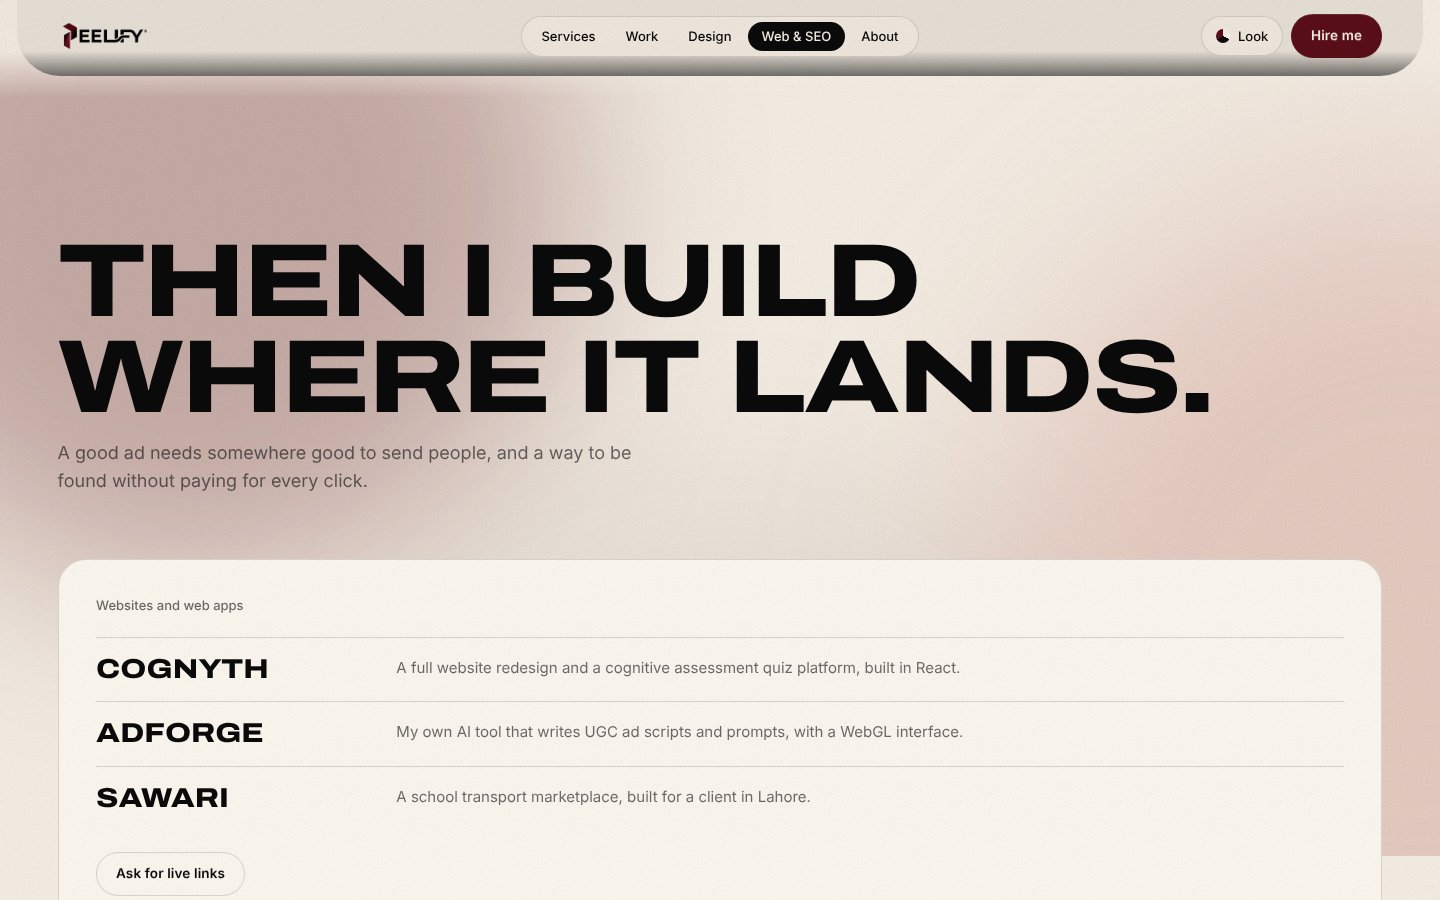 PEELIFY
Services Work Design Web & SEO About
Look
Hire me
THEN I BUILD
WHERE IT LANDS.
A good ad needs somewhere good to send people, and a way to be
found without paying for every click.
Websites and web apps
COGNYTH
A full website redesign and a cognitive assessment quiz platform, built in React.
ADFORGE
My own AI tool that writes UGC ad scripts and prompts, with a WebGL interface.
SAWARI
A school transport marketplace, built for a client in Lahore.
Ask for live links